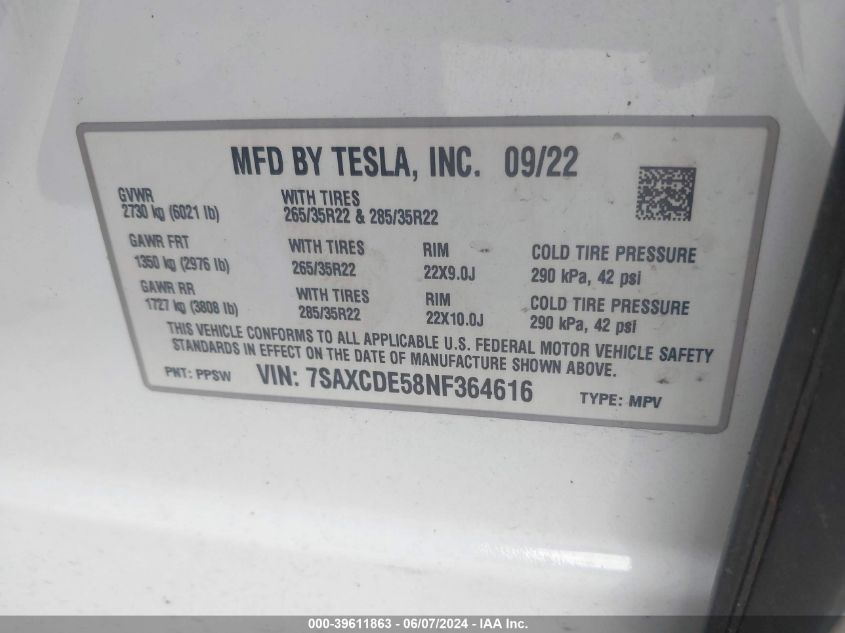 MFD BY TESLA, INC. 09/22
GVWR
2730 kg (6021 lb)
WITH TIRES
265/35R22 & 285/35R22
GAWR FRT
1350 kg (2976 lb)
WITH TIRES
265/35R22
RIM
22X9.0J
COLD TIRE PRESSURE
290 kPa, 42 psi
GAWR RR
1727 kg (3808 lb)
WITH TIRES
285/35R22
RIM
22X10.0J
COLD TIRE PRESSURE
290 kPa, 42 psi
THIS VEHICLE CONFORMS TO ALL APPLICABLE U.S. FEDERAL MOTOR VEHICLE SAFETY
STANDARDS IN EFFECT ON THE DATE OF MANUFACTURE SHOWN ABOVE.
PNT: PPSW VIN: 7SAXCDE58NF364616 TYPE: MPV
000-39611863 - 06/07/2024 - IAA Inc.